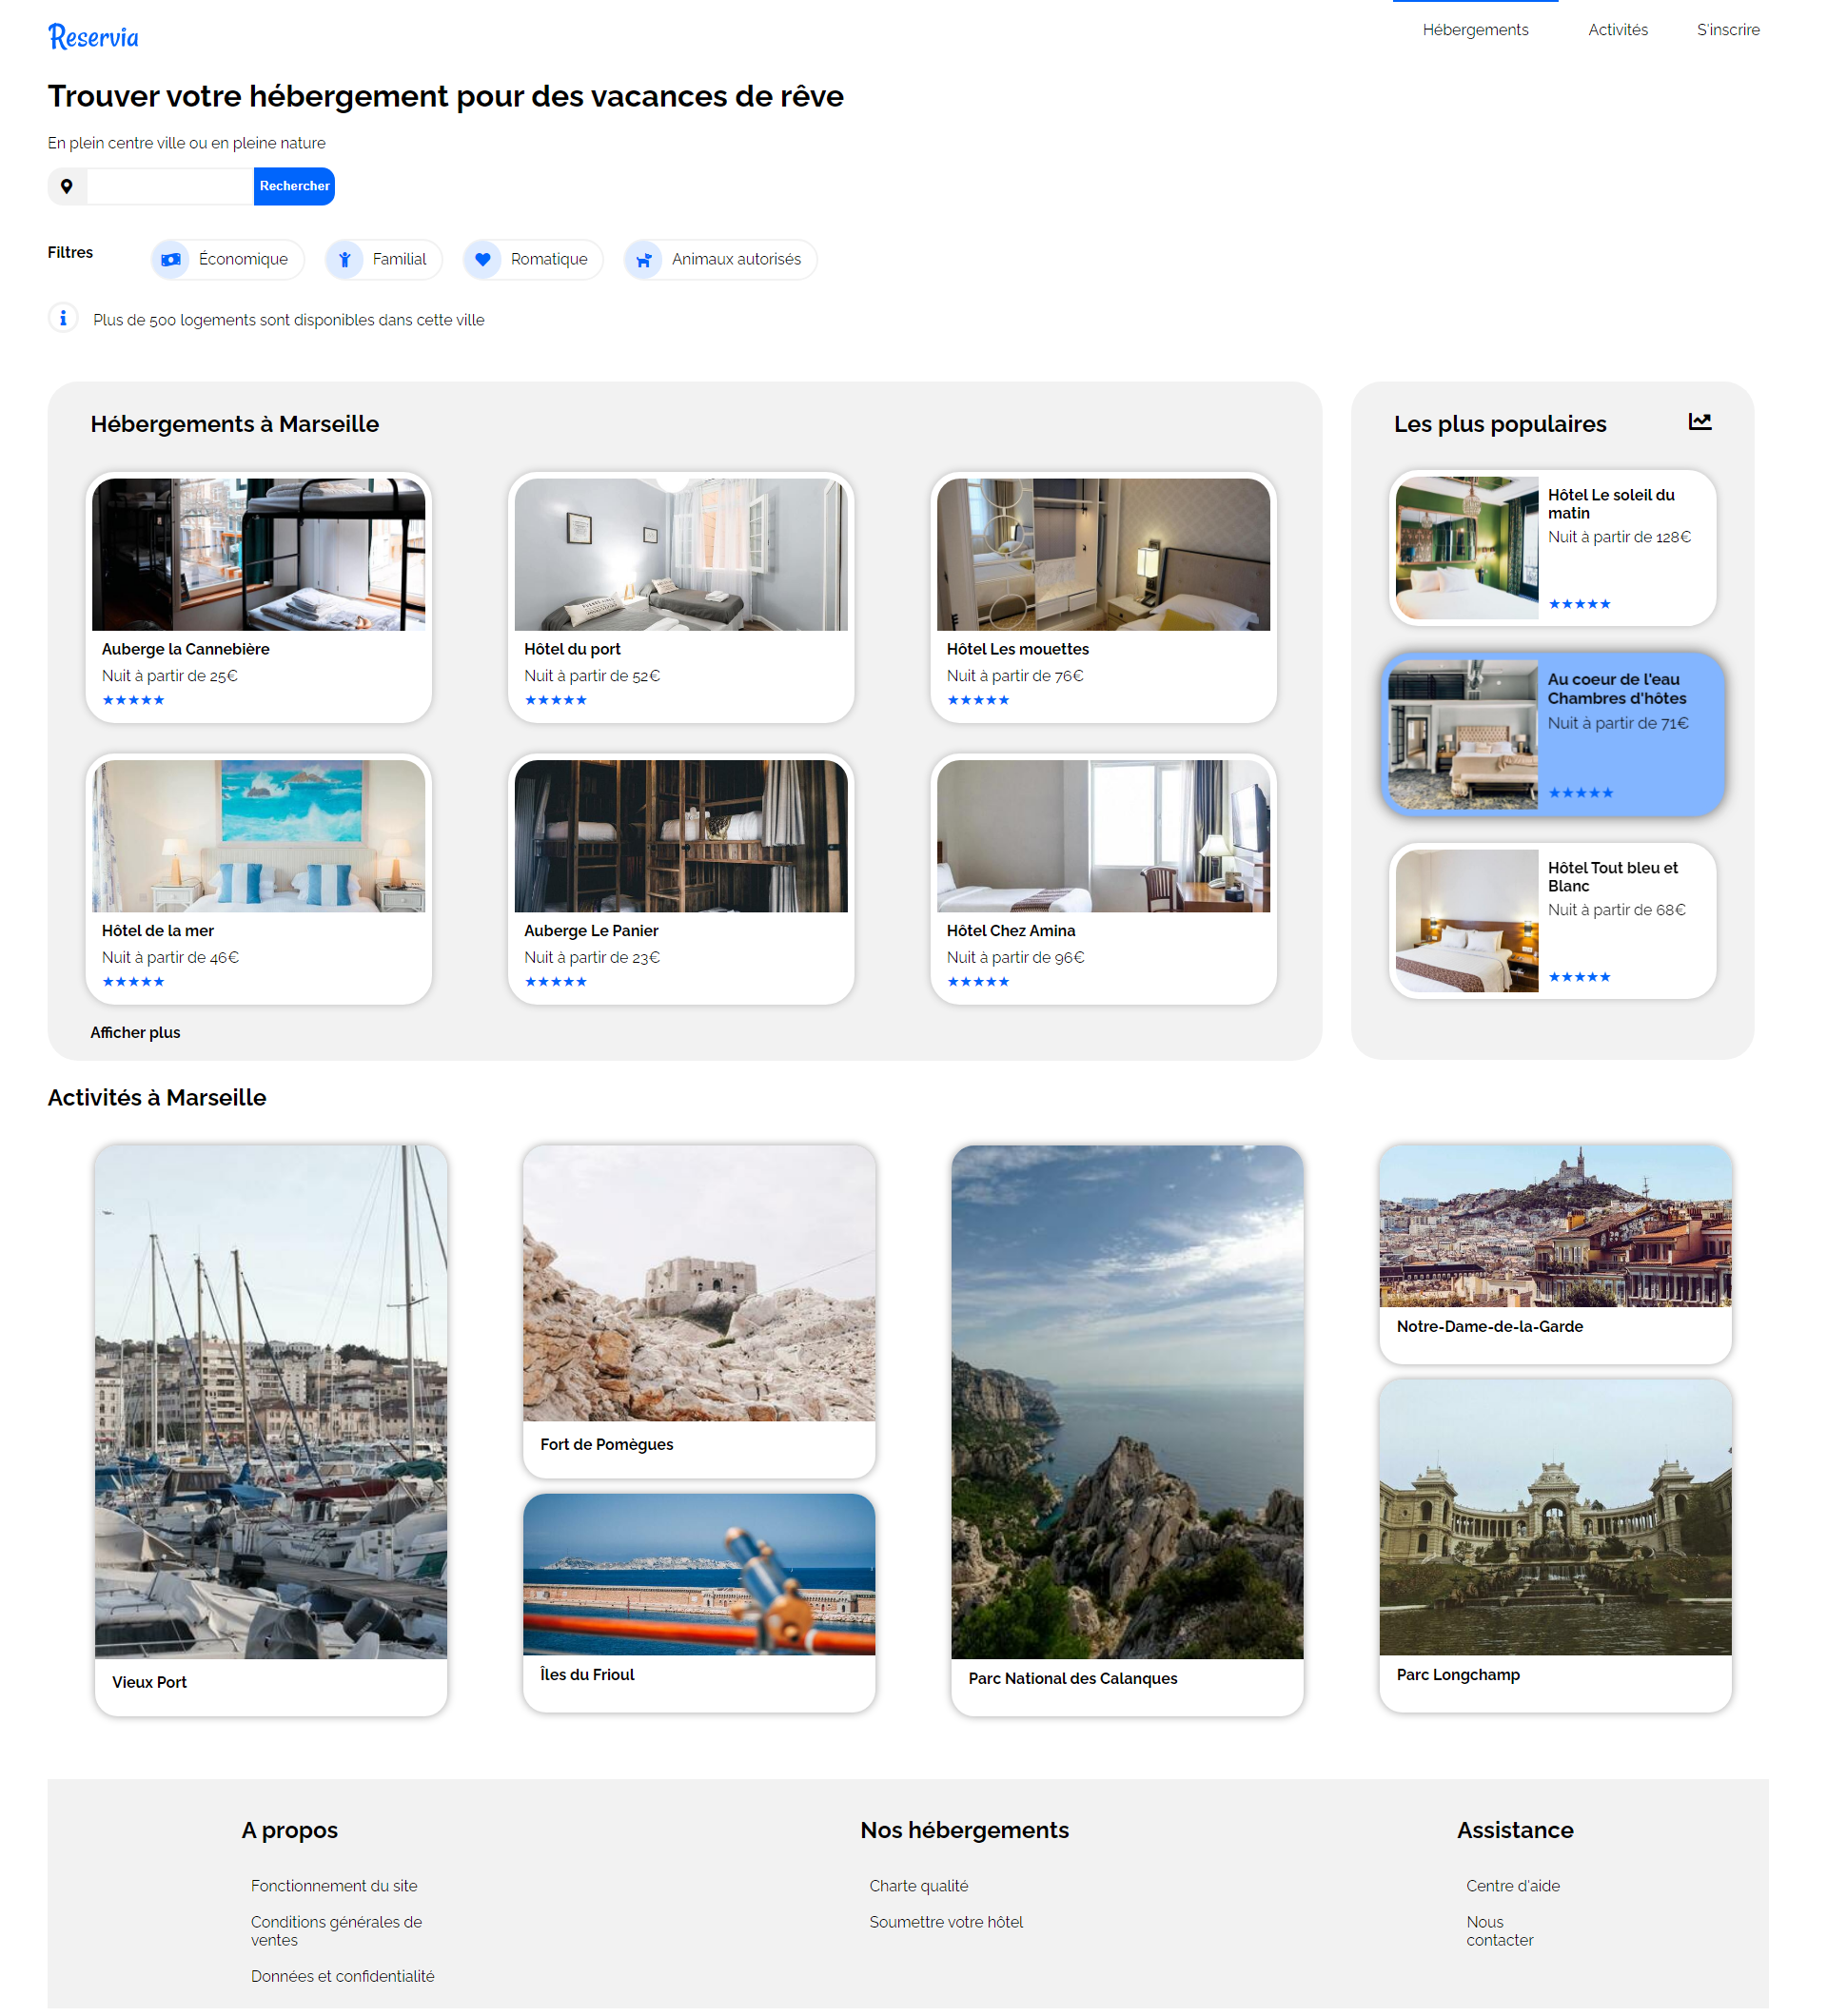 Reservia
Hébergements
Activités
S'inscrire
Trouver votre hébergement pour des vacances de rêve
En plein centre ville ou en pleine nature
Rechercher
Filtres
Économique
Familial
Romatique
Animaux autorisés
Plus de 500 logements sont disponibles dans cette ville
Hébergements à Marseille
Auberge la Cannebière
Nuit à partir de 25€
★★★★★
Hôtel du port
Nuit à partir de 52€
★★★★★
Hôtel Les mouettes
Nuit à partir de 76€
★★★★★
Hôtel de la mer
Nuit à partir de 46€
★★★★★
Auberge Le Panier
Nuit à partir de 23€
★★★★★
Hôtel Chez Amina
Nuit à partir de 96€
★★★★★
Afficher plus
Les plus populaires
Hôtel Le soleil du
matin
Nuit à partir de 128€
★★★★★
Au coeur de l'eau
Chambres d'hôtes
Nuit à partir de 71€
★★★★★
Hôtel Tout bleu et
Blanc
Nuit à partir de 68€
★★★★★
Activités à Marseille
Vieux Port
Fort de Pomègues
Îles du Frioul
Parc National des Calanques
Notre-Dame-de-la-Garde
Parc Longchamp
A propos
Fonctionnement du site
Conditions générales de
ventes
Données et confidentialité
Nos hébergements
Charte qualité
Soumettre votre hôtel
Assistance
Centre d'aide
Nous
contacter